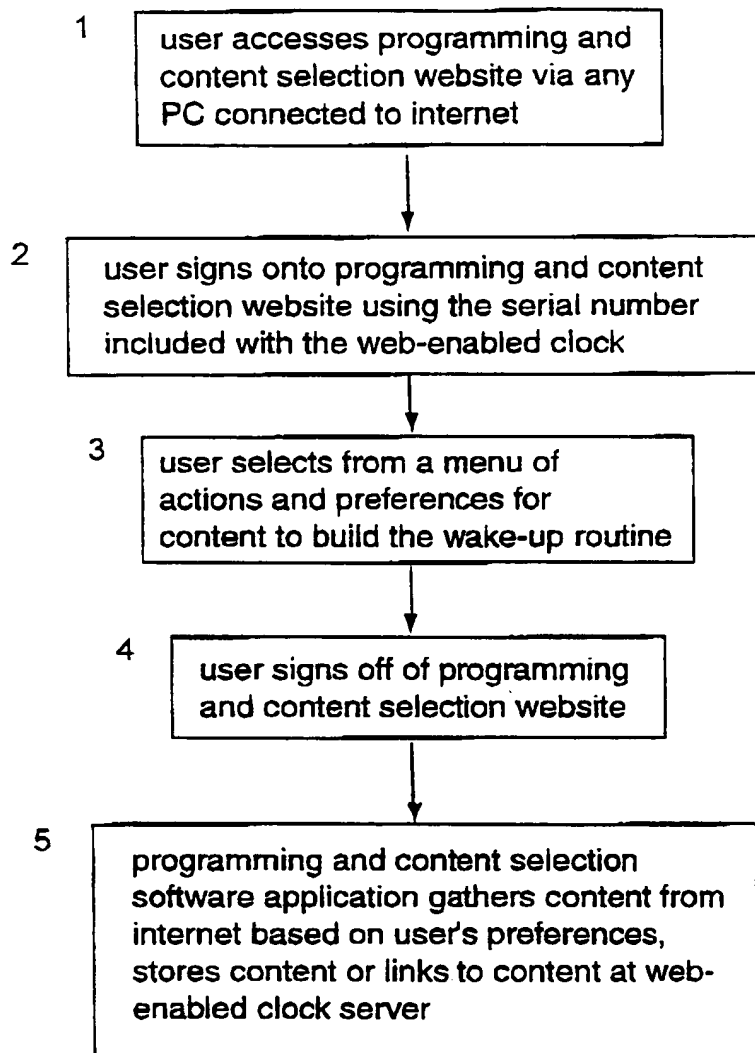 1
user accesses programming and
content selection website via any
PC connected to internet
2
user signs onto programming and content
selection website using the serial number
included with the web-enabled clock
3
user selects from a menu of
actions and preferences for
content to build the wake-up routine
4
user signs off of programming
and content selection website
5
programming and content selection
software application gathers content from
internet based on user's preferences,
stores content or links to content at web-
enabled clock server